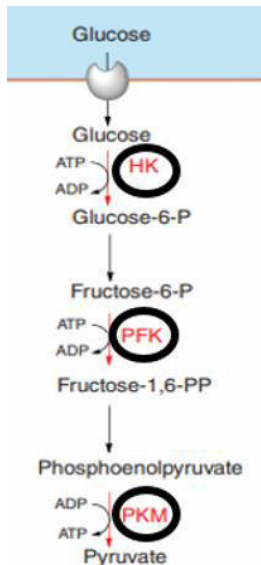 Glucose
Glucose
ATP
HK
ADP
Glucose-6-P
Fructose-6-P
ATP
PFK
ADP
Fructose-1,6-PP
Phosphoenolpyruvate
ADP
PKM
ATP
Pyruvate